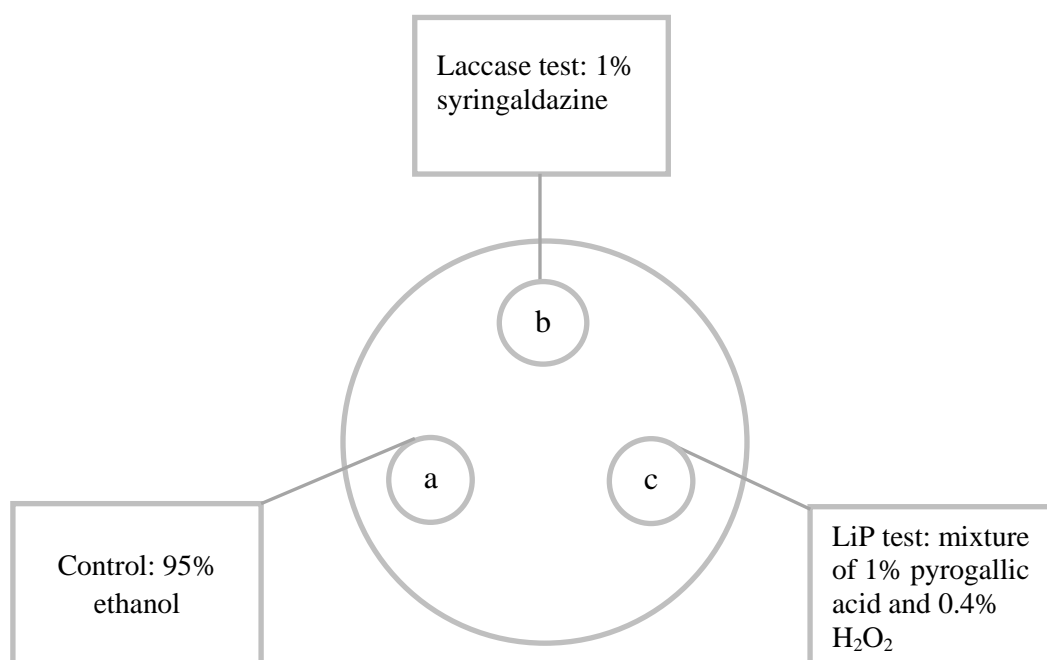 Laccase test: 1%
syringaldazine
b
a
c
Control: 95%
ethanol
LiP test: mixture
of 1% pyrogallic
acid and 0.4%
H₂O₂